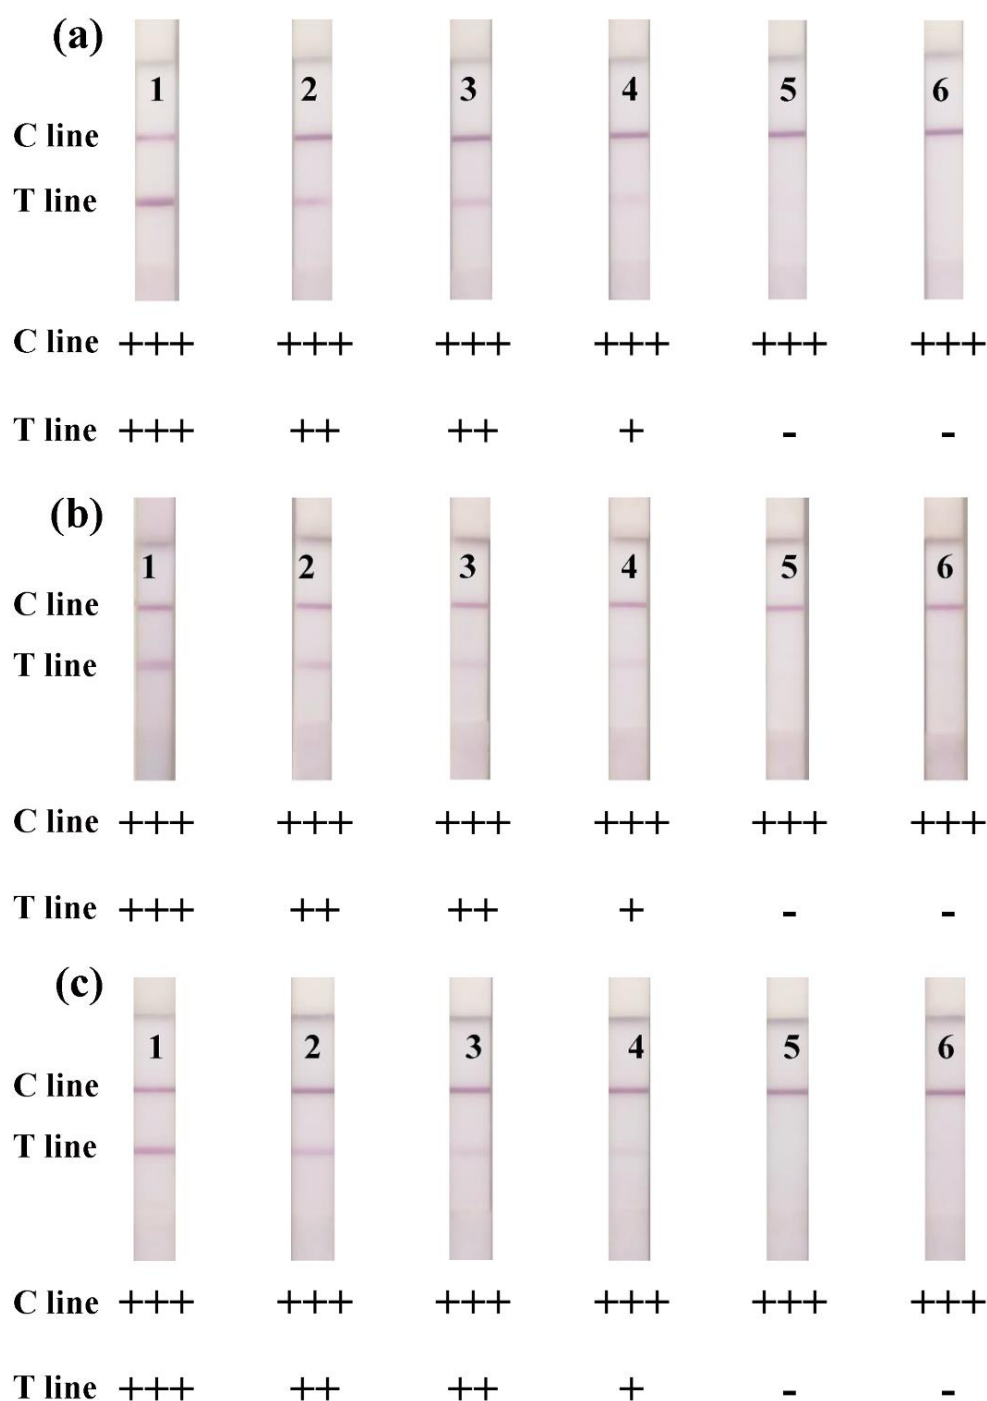 (a)
1 2 3 4 5 6
C line
T line
C line +++ +++ +++ +++ +++ +++
T line +++ ++ ++ + - -
(b)
1 2 3 4 5 6
C line
T line
C line +++ +++ +++ +++ +++ +++
T line +++ ++ ++ + - -
(c)
1 2 3 4 5 6
C line
T line
C line +++ +++ +++ +++ +++ +++
T line +++ ++ ++ + - -